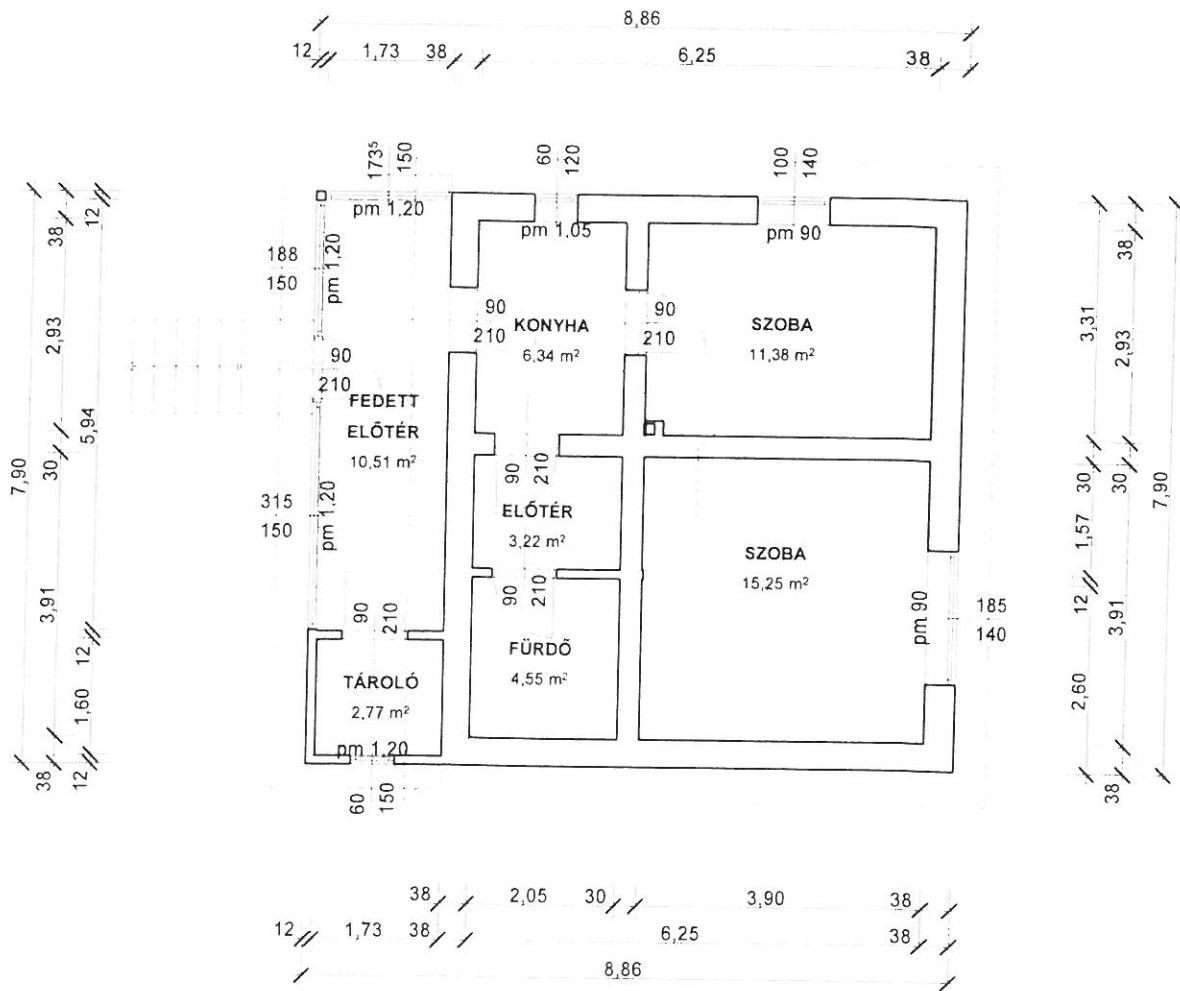 8,86
12 1,73 38 6,25 38
173⁵
150
60
120
100
140
pm 1,20
pm 1,05
pm 90
188
150
pm 1,20
90
210
90
210
KONYHA
6,34 m²
90
210
SZOBA
11,38 m²
FEDETT
ELŐTÉR
10,51 m²
315
150
pm 1,20
90
210
ELŐTÉR
3,22 m²
90
210
SZOBA
15,25 m²
pm 90
185
140
90
210
FÜRDŐ
4,55 m²
TÁROLÓ
2,77 m²
pm 1,20
60
150
7,90
38
2,93
30
3,91
38
12
5,94
12
1,60
12
3,31
30
1,57
12
2,60
38
2,93
30
3,91
38
7,90
38 2,05 30 3,90 38
12 1,73 38 6,25 38
8,86